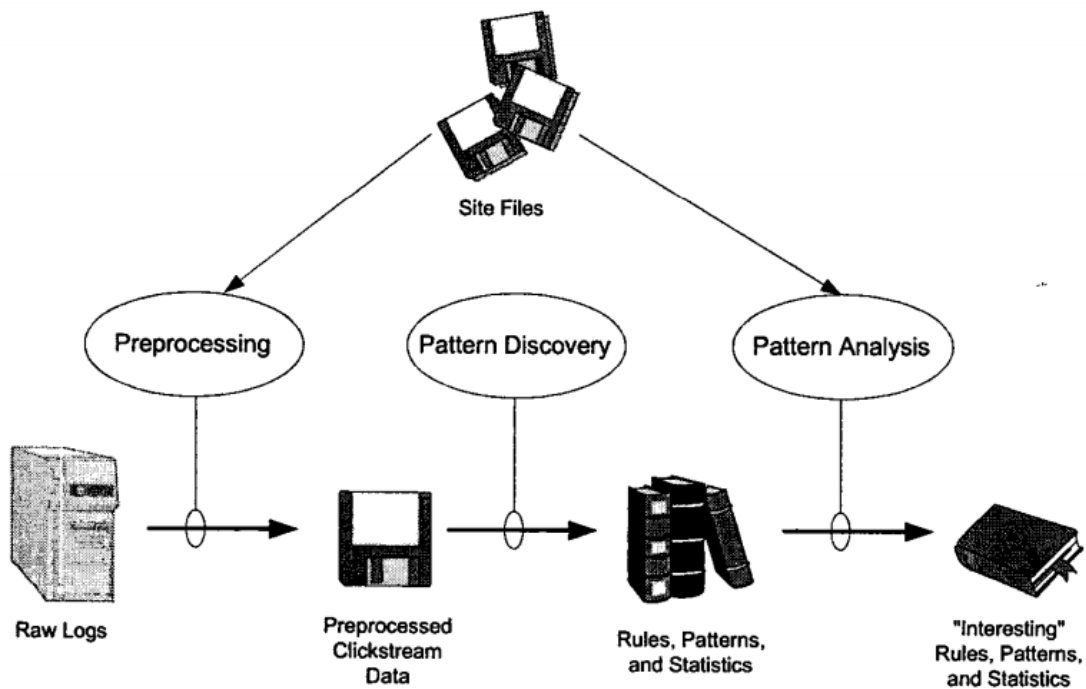 Site Files
Preprocessing
Pattern Discovery
Pattern Analysis
Raw Logs
Preprocessed
Clickstream
Data
Rules, Patterns,
and Statistics
"Interesting"
Rules, Patterns,
and Statistics